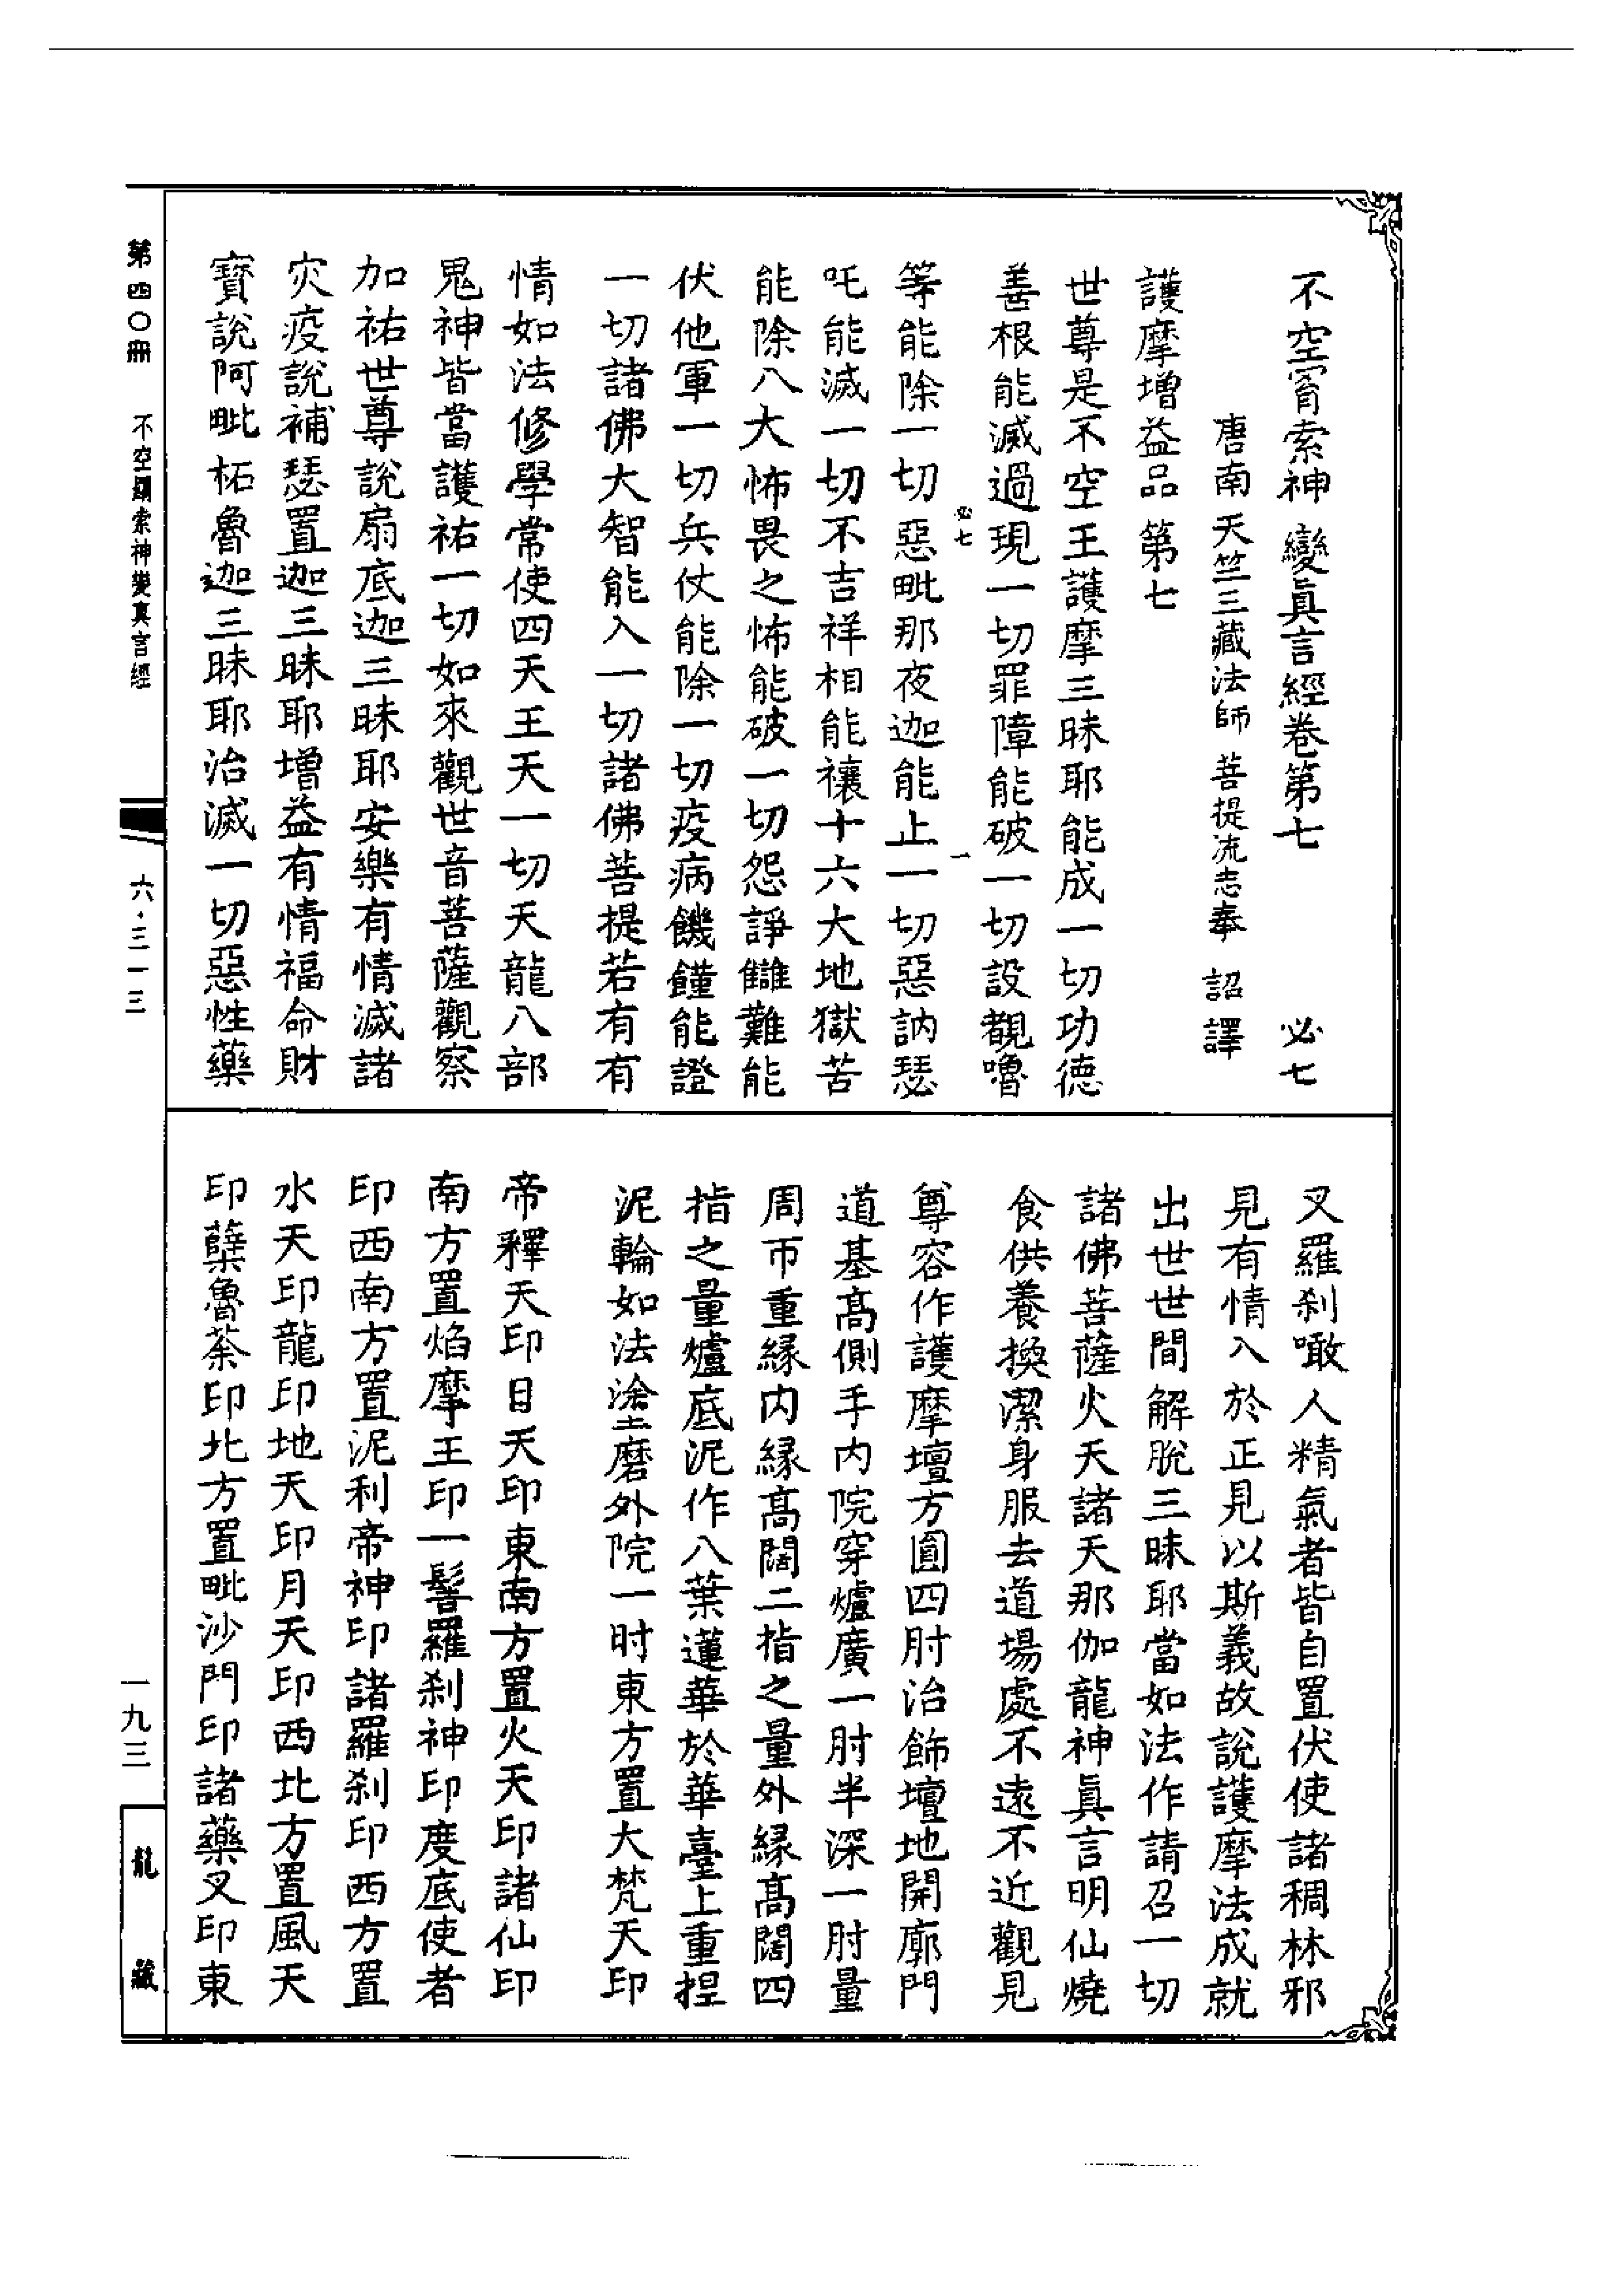 不空罥索神變眞言經卷第七 必七
唐南天竺三藏法師菩提流志奉 詔譯
護摩增益品第七
世尊是不空王護摩三昧耶能成一切功德
善根能滅過現一切罪障能破一切設覩嚕
必七 一
等能除一切惡毗那夜迦能止一切惡訥瑟
吒能滅一切不吉祥相能禳十六大地獄苦
能除八大怖畏之怖能破一切怨諍讎難能
伏他軍一切兵仗能除一切疫病饑饉能證
一切諸佛大智能入一切諸佛菩提若有有
情如法修學常使四天王天一切天龍八部
鬼神皆當護祐一切如來觀世音菩薩觀察
加祐世尊說扇底迦三昧耶安樂有情滅諸
灾疫說補瑟置迦三昧耶增益有情福命財
寶說阿毗柘魯迦三昧耶治滅一切惡性藥
叉羅刹噉人精氣者皆自置伏使諸稠林邪
見有情入於正見以斯義故說護摩法成就
出世世間解脫三昧耶當如法作請召一切
諸佛菩薩火天諸天那伽龍神眞言明仙燒
食供養換潔身服去道場處不遠不近觀見
尊容作護摩壇方圓四肘治飾壇地開廓門
道基高側手內院穿爐廣一肘半深一肘量
周帀重緣內緣高闊二指之量外緣高闊四
指之量爐底泥作八葉蓮華於華臺上重捏
泥輪如法塗磨外院一肘東方置大梵天印
帝釋天印日天印東南方置火天印諸仙印
南方置焰摩王印一髻羅刹神印度底使者
印西南方置泥利帝神印諸羅刹印西方置
水天印龍印地天印月天印西北方置風天
印蘖魯荼印北方置毗沙門印諸藥叉印東
第四〇冊 不空羂索神變真言經 六·三一三 一九三 龍藏